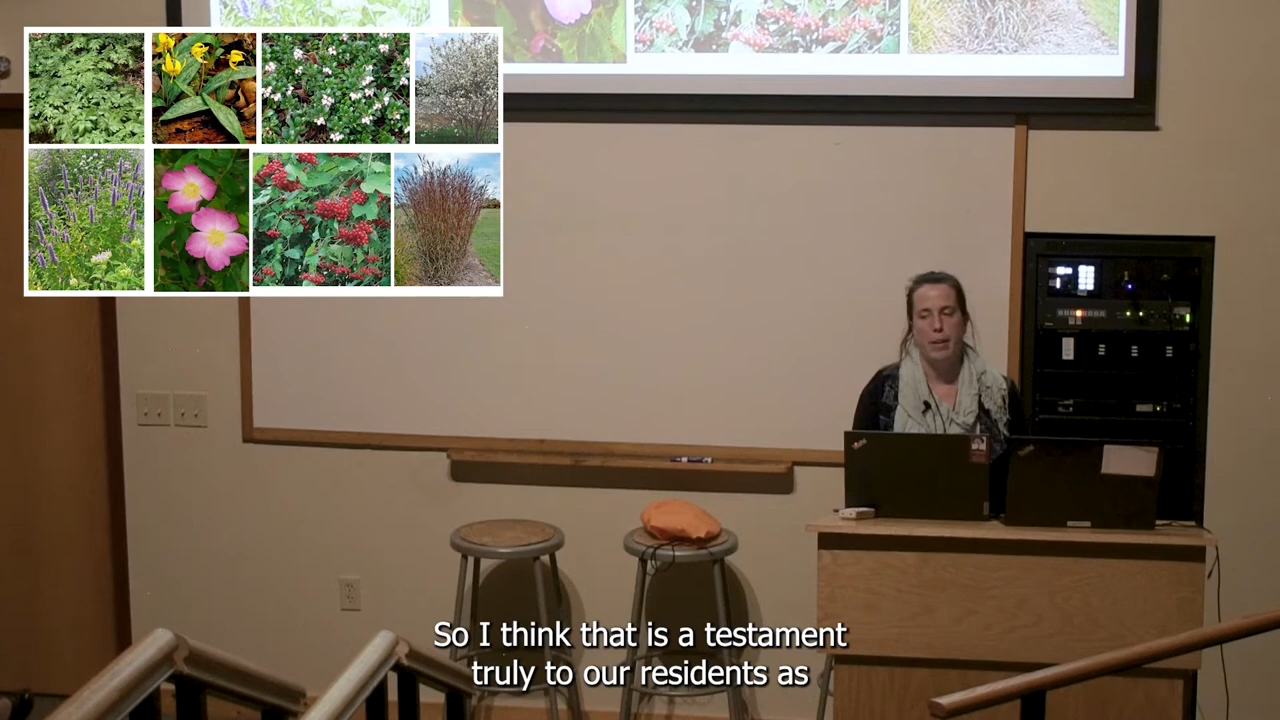 So I think that is a testament
truly to our residents as